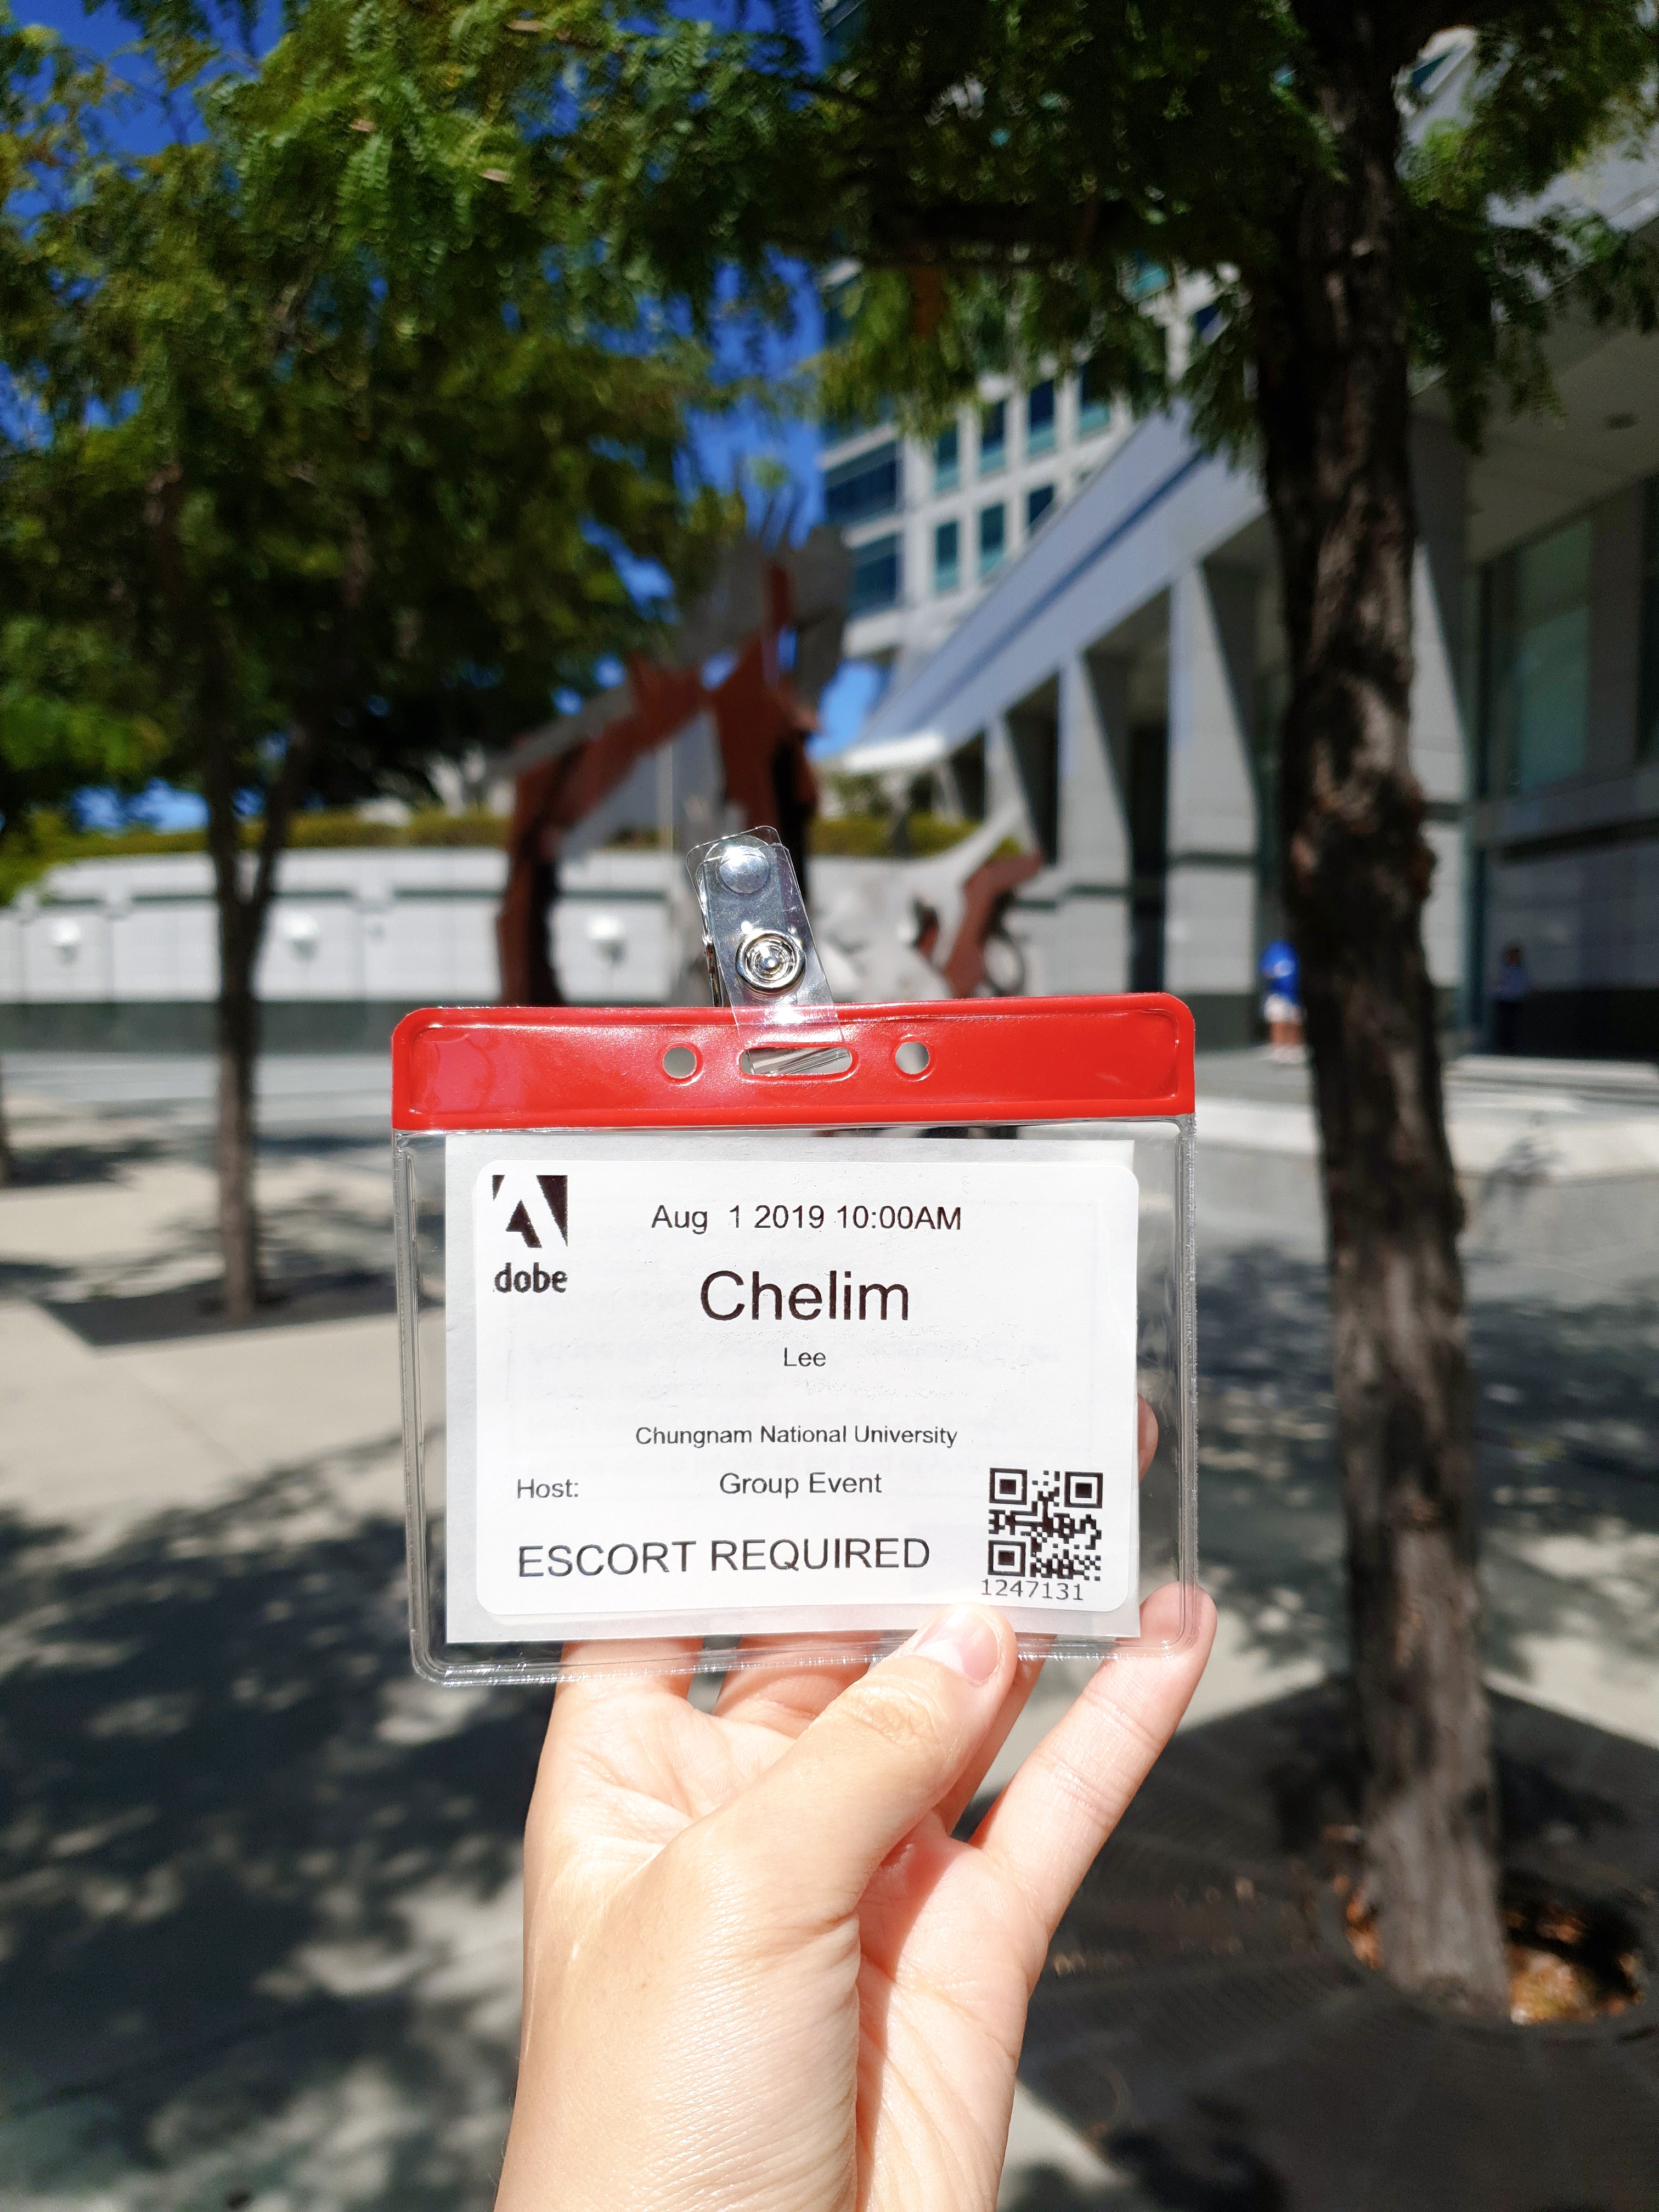 dobe
Aug 1 2019 10:00AM
Chelim
Lee
Chungnam National University
Host: Group Event
ESCORT REQUIRED
1247131